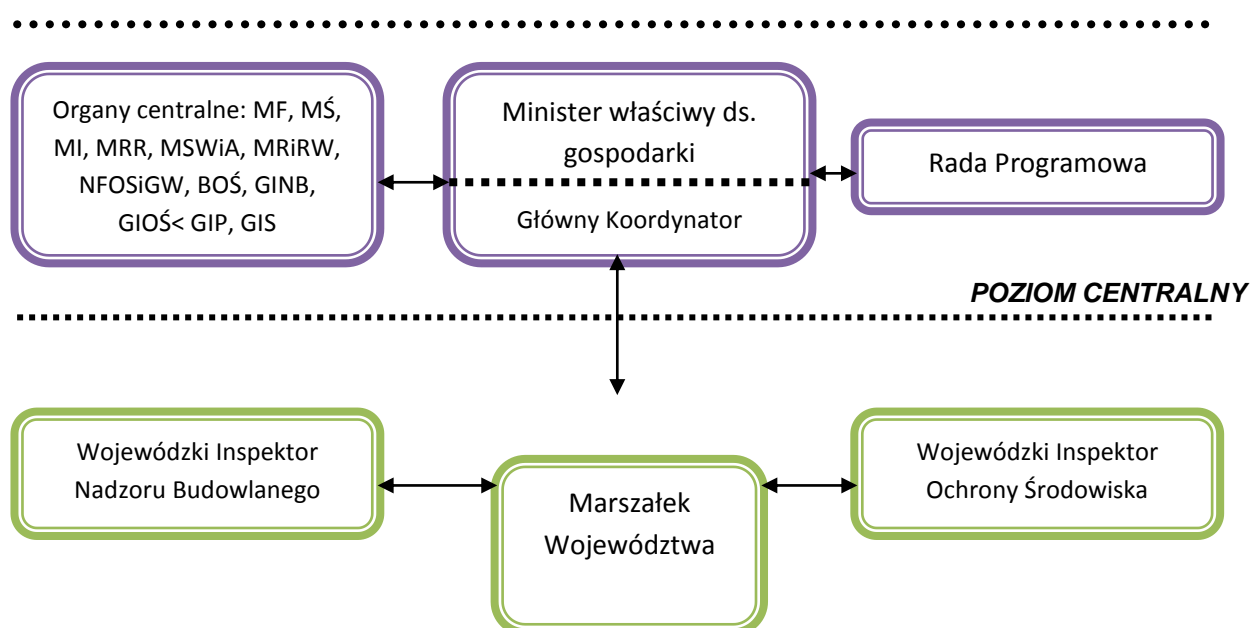 Organy centralne: MF, MŚ,
MI, MRR, MSWiA, MRiRW,
NFOSiGW, BOŚ, GINB,
GIOŚ< GIP, GIS
Minister właściwy ds.
gospodarki
Główny Koordynator
Rada Programowa
POZIOM CENTRALNY
Wojewódzki Inspektor
Nadzoru Budowlanego
Marszałek
Województwa
Wojewódzki Inspektor
Ochrony Środowiska